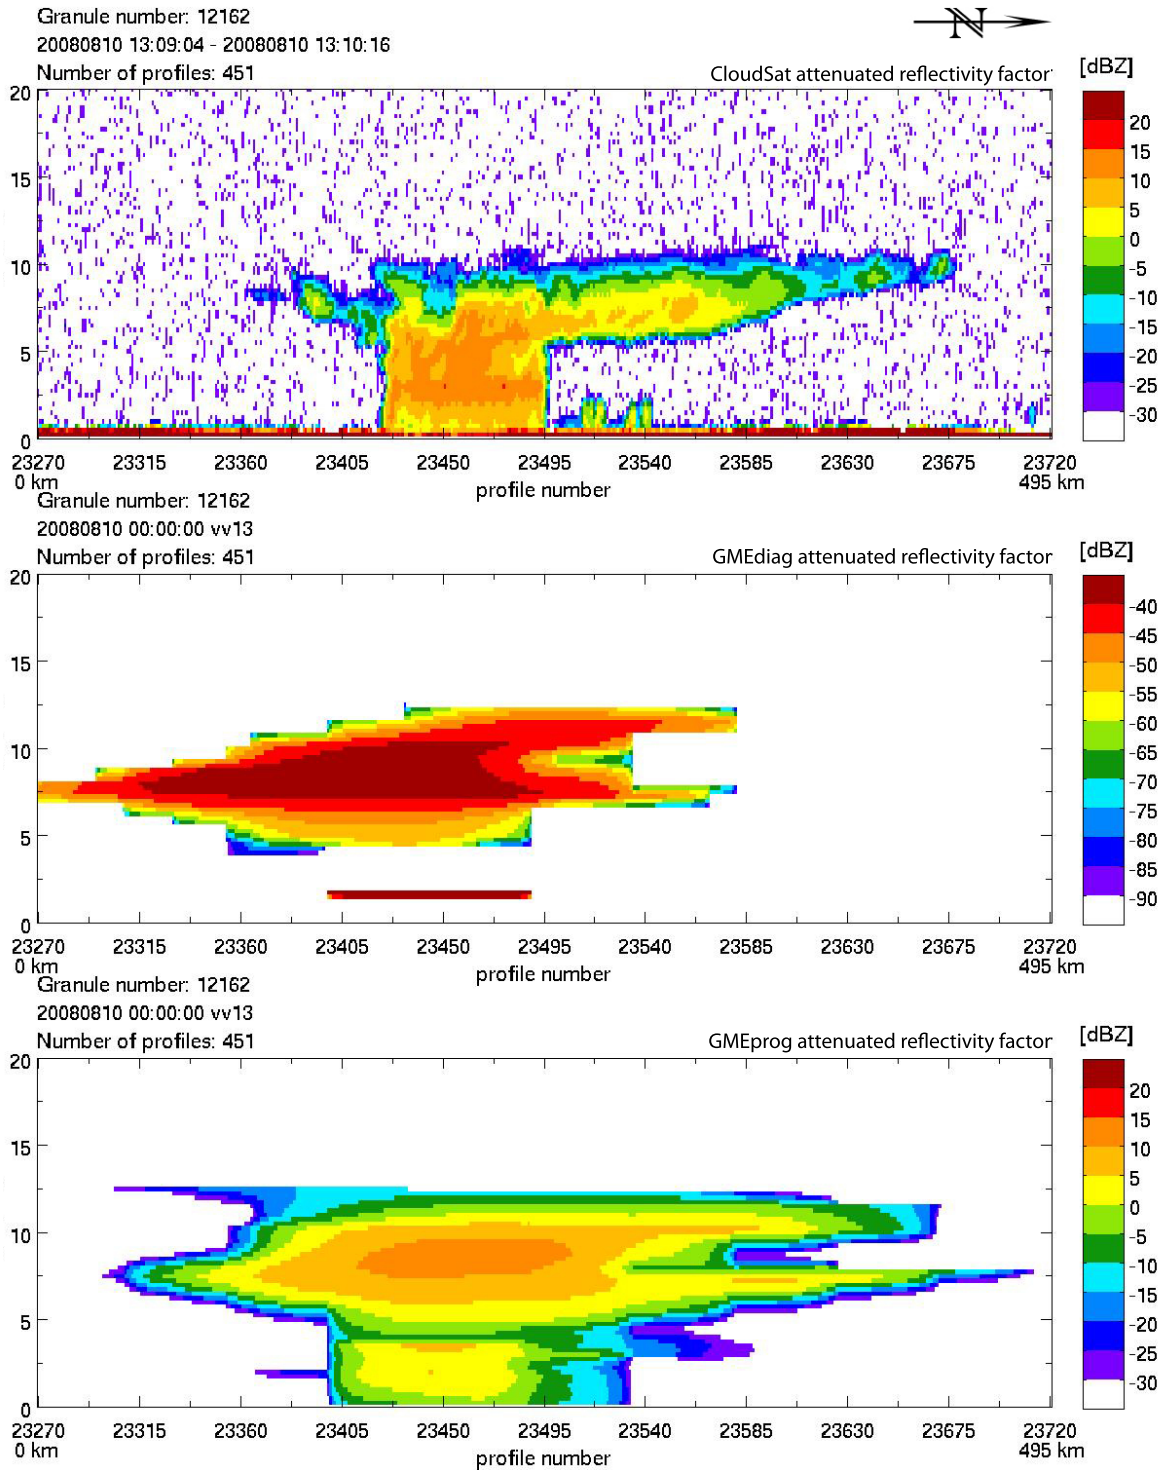 Granule number: 12162
N
20080810 13:09:04 - 20080810 13:10:16
Number of profiles: 451
CloudSat attenuated reflectivity factor
[dBZ]
20
15
10
5
0
20
15
10
5
0
-5
-10
-15
-20
-25
-30
23270 23315 23360 23405 23450 23495 23540 23585 23630 23675 23720
0 km profile number 495 km
Granule number: 12162
20080810 00:00:00 vv13
Number of profiles: 451
GMEdiag attenuated reflectivity factor
[dBZ]
20
15
10
5
0
-40
-45
-50
-55
-60
-65
-70
-75
-80
-85
-90
23270 23315 23360 23405 23450 23495 23540 23585 23630 23675 23720
0 km profile number 495 km
Granule number: 12162
20080810 00:00:00 vv13
Number of profiles: 451
GMEprog attenuated reflectivity factor
[dBZ]
20
15
10
5
0
20
15
10
5
0
-5
-10
-15
-20
-25
-30
23270 23315 23360 23405 23450 23495 23540 23585 23630 23675 23720
0 km profile number 495 km